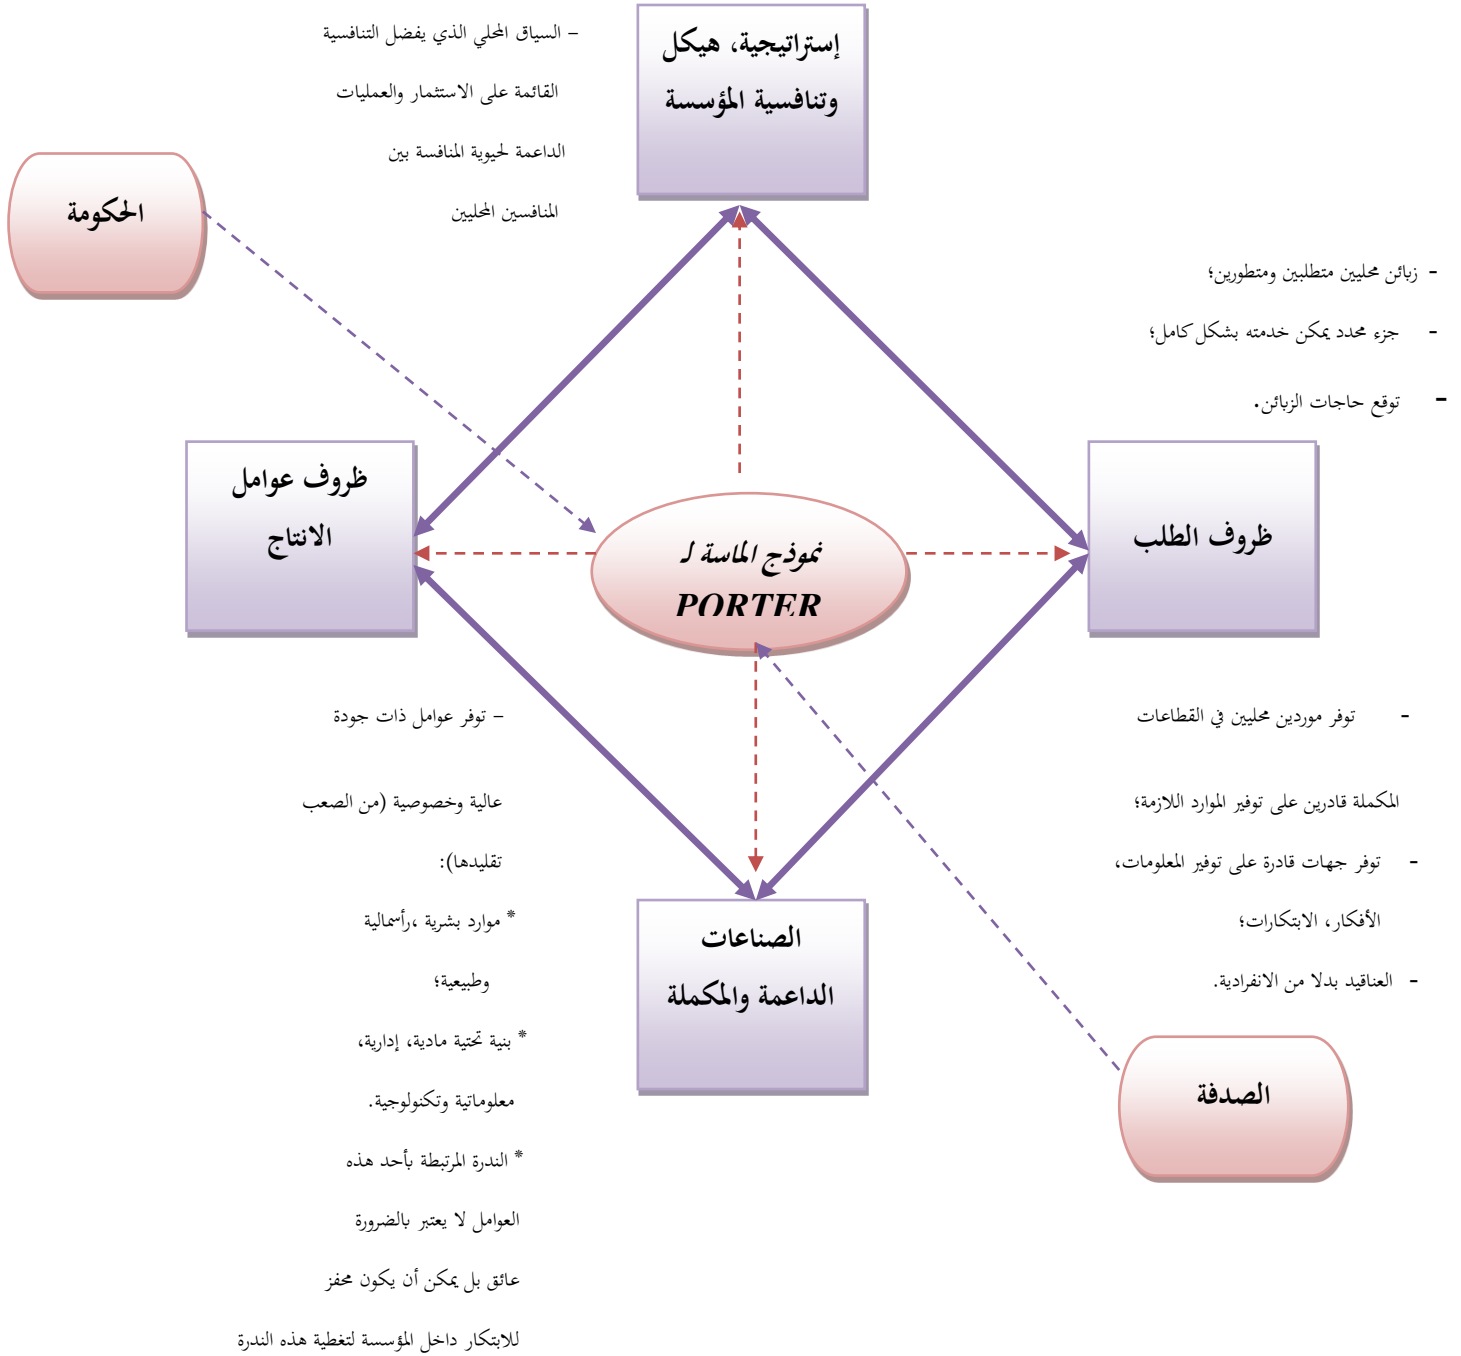 إستراتيجية، هيكل
وتنافسية المؤسسة
– السياق المحلي الذي يفضل التنافسية
القائمة على الاستثمار والعمليات
الداعمة لحيوية المنافسة بين
المنافسين المحليين
الحكومة
- زبائن محليين متطلبين ومتطورين؛
- جزء محدد يمكن خدمته بشكل كامل؛
- توقع حاجات الزبائن.
ظروف الطلب
نموذج الماسة لـ
PORTER
ظروف عوامل
الانتاج
- توفر موردين محليين في القطاعات
المكملة قادرين على توفير الموارد اللازمة؛
- توفر جهات قادرة على توفير المعلومات،
الأفكار، الابتكارات؛
- العناقيد بدلا من الانفرادية.
– توفر عوامل ذات جودة
عالية وخصوصية (من الصعب
تقليدها):
* موارد بشرية ،رأسمالية
وطبيعية؛
* بنية تحتية مادية، إدارية،
معلوماتية وتكنولوجية.
* الندرة المرتبطة بأحد هذه
العوامل لا يعتبر بالضرورة
عائق بل يمكن أن يكون محفز
للابتكار داخل المؤسسة لتغطية هذه الندرة
الصناعات
الداعمة والمكملة
الصدفة